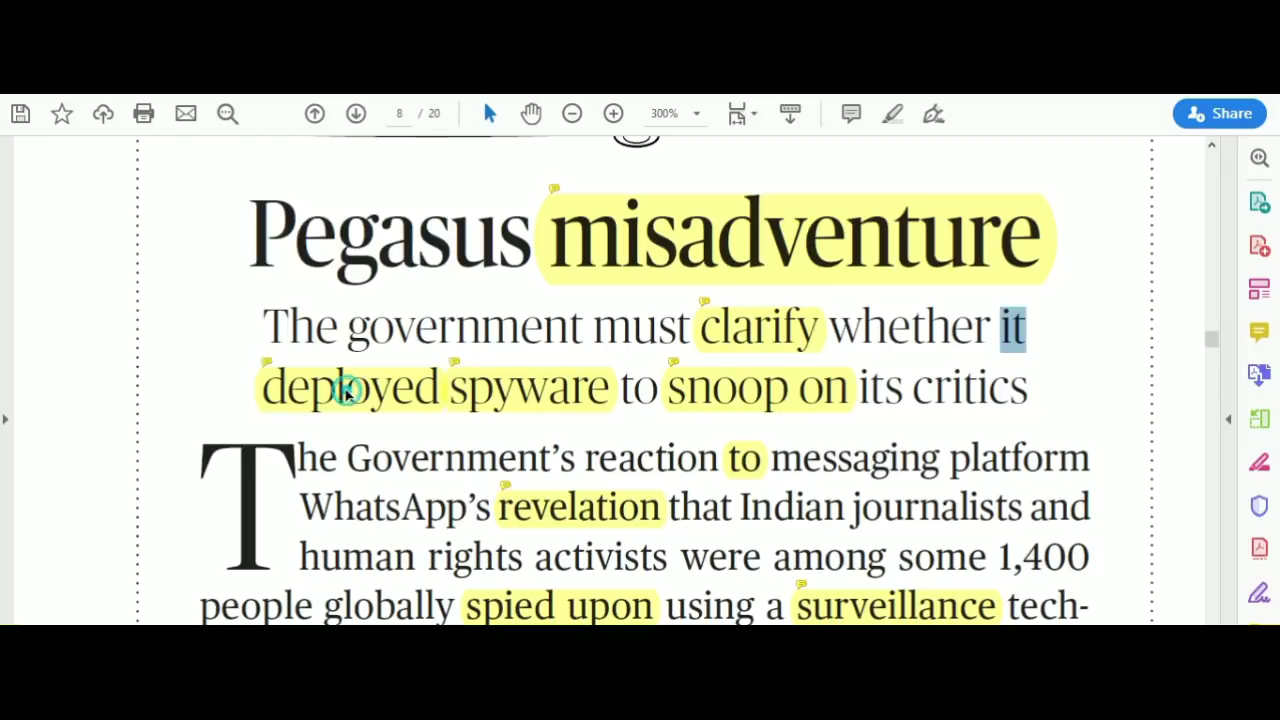 8 / 20 300% Share
Pegasus misadventure
The government must clarify whether it
deployed spyware to snoop on its critics
The Government's reaction to messaging platform
WhatsApp's revelation that Indian journalists and
human rights activists were among some 1,400
people globally spied upon using a surveillance tech-